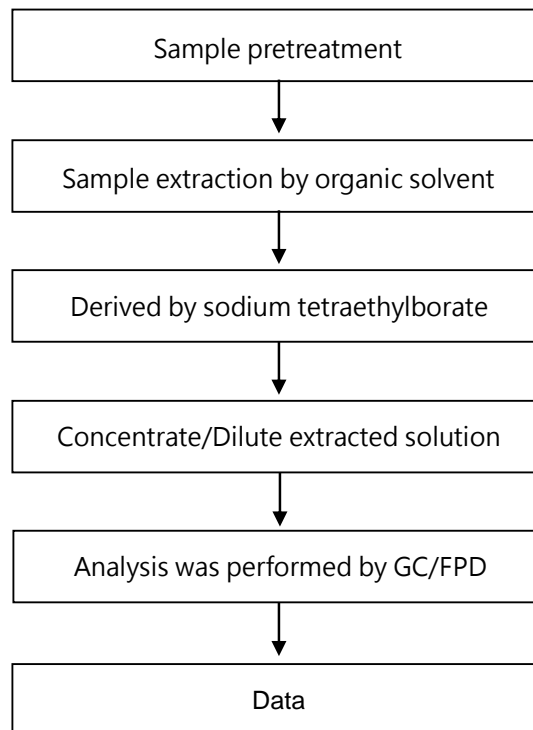 Sample pretreatment
Sample extraction by organic solvent
Derived by sodium tetraethylborate
Concentrate/Dilute extracted solution
Analysis was performed by GC/FPD
Data